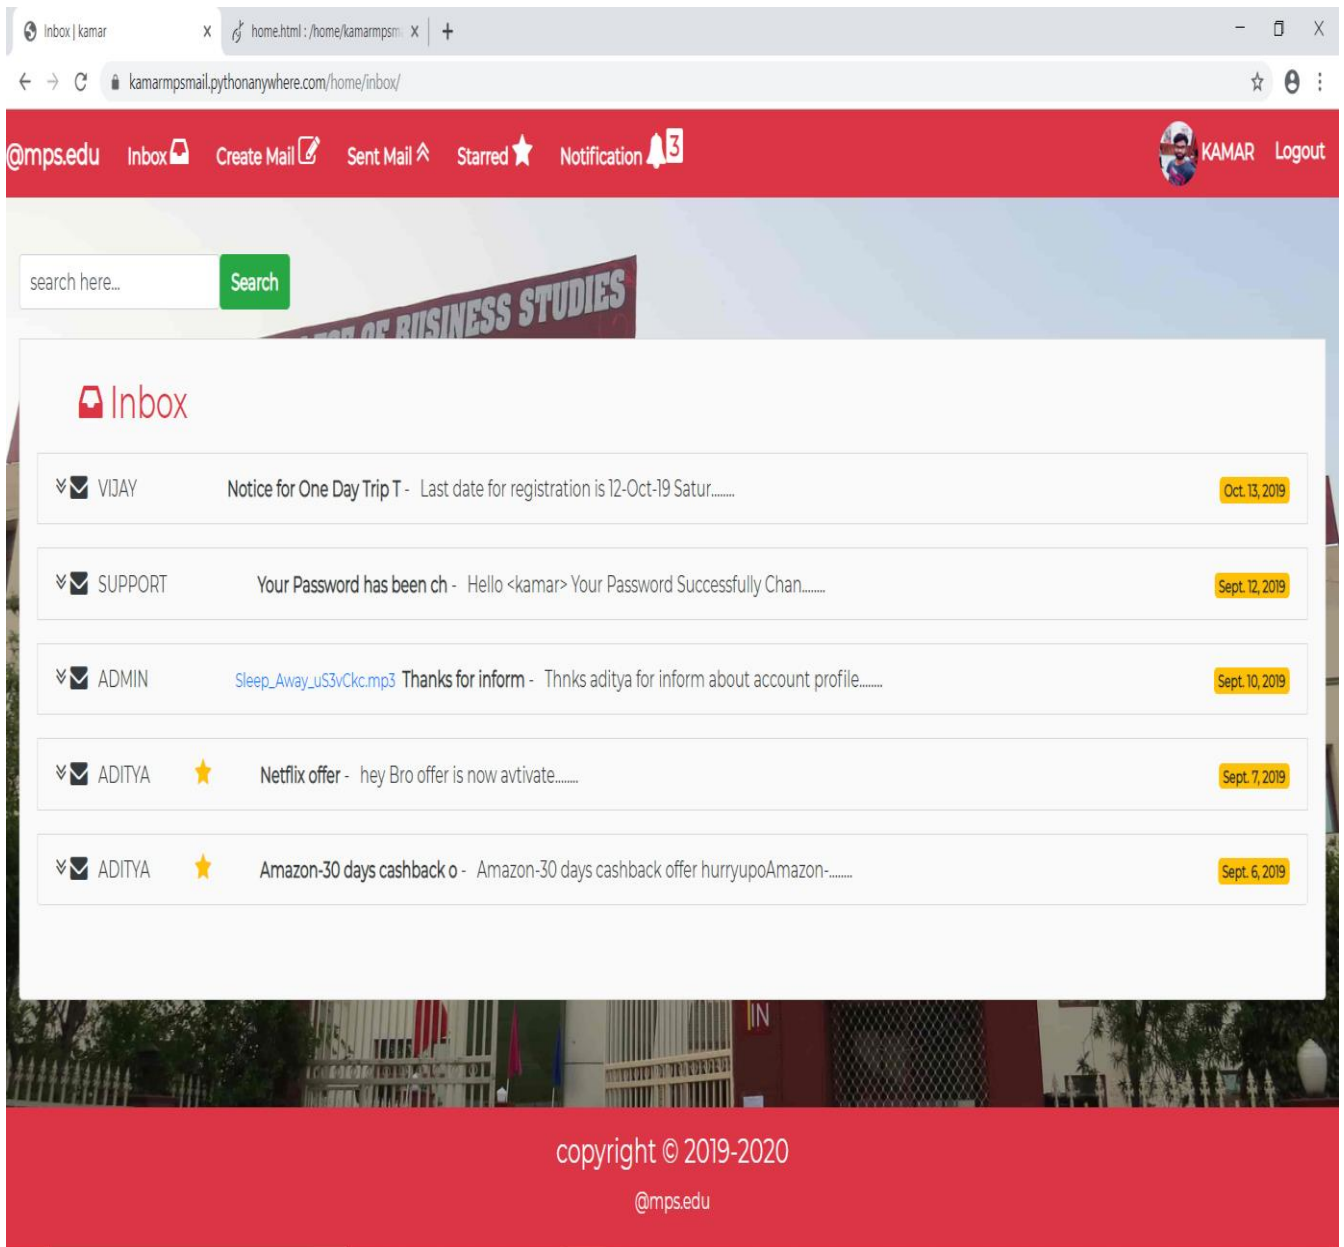 Inbox | kamar X home.html : /home/kamarmpsm X + - X
kamarmpsmail.pythonanywhere.com/home/inbox/
@mps.edu Inbox Create Mail Sent Mail Starred Notification 3 KAMAR Logout
search here... Search
OF BUSINESS STUDIES
Inbox
VIJAY Notice for One Day Trip T - Last date for registration is 12-Oct-19 Satur........ Oct. 13, 2019
SUPPORT Your Password has been ch - Hello <kamar> Your Password Successfully Chan........ Sept. 12, 2019
ADMIN Sleep_Away_uS3vCkc.mp3 Thanks for inform - Thnks aditya for inform about account profile........ Sept. 10, 2019
ADITYA Netflix offer - hey Bro offer is now avtivate........ Sept. 7, 2019
ADITYA Amazon-30 days cashback o - Amazon-30 days cashback offer hurryupoAmazon-........ Sept. 6, 2019
IN
copyright © 2019-2020
@mps.edu